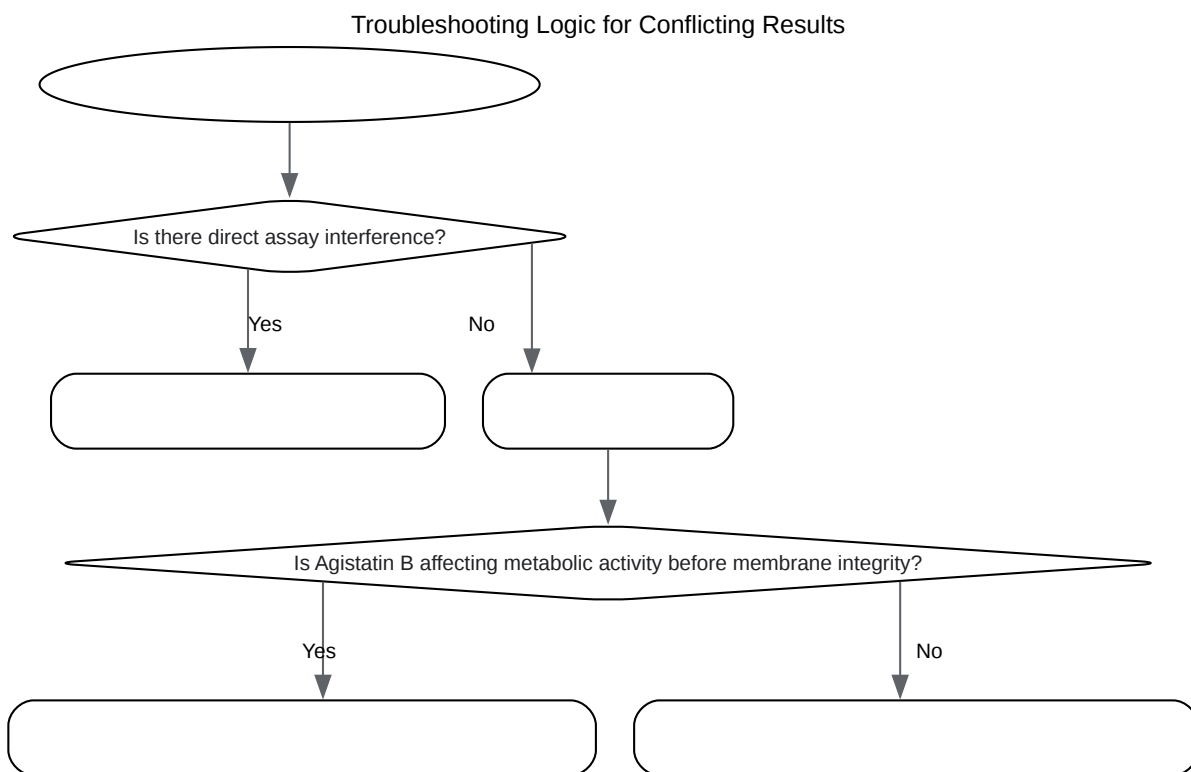 Troubleshooting Logic for Conflicting Results
Is there direct assay interference?
Yes
No
Is Agistatin B affecting metabolic activity before membrane integrity?
Yes
No